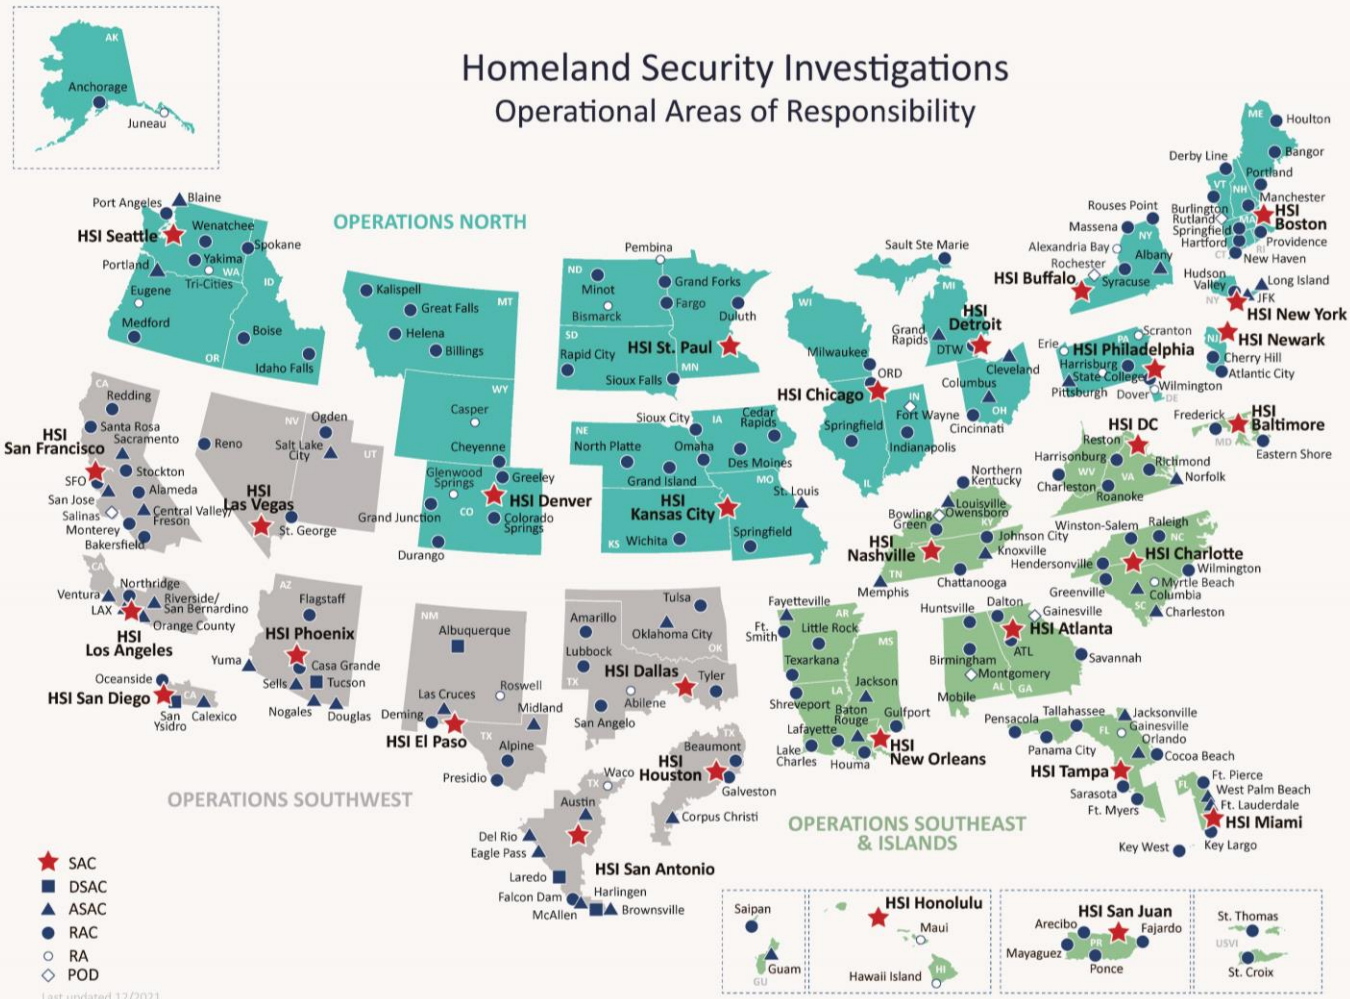 Homeland Security Investigations
Operational Areas of Responsibility
AK
Anchorage
Juneau
OPERATIONS NORTH
Port Angeles
Blaine
HSI Seattle
Wenatchee
Spokane
Yakima
WA
Portland
Tri-Cities
ID
Eugene
Medford
Boise
OR
Idaho Falls
Kalispell
MT
Great Falls
Helena
Billings
WY
Casper
Cheyenne
Glenwood
Springs
Greeley
HSI Denver
CO
Grand Junction
Colorado
Springs
Durango
Pembina
ND
Minot
Grand Forks
Bismarck
Fargo
Duluth
SD
Rapid City
HSI St. Paul
MN
Sioux Falls
Sioux City
IA
Cedar
Rapids
NE
North Platte
Omaha
Des Moines
Grand Island
MO
St. Louis
HSI
Kansas City
KS
Wichita
Springfield
Sault Ste Marie
WI
MI
HSI
Detroit
Grand
Rapids
DTW
Milwaukee
ORD
Cleveland
HSI Chicago
Columbus
IN
Fort Wayne
OH
Springfield
Indianapolis
Cincinnati
IL
ME
Houlton
Derby Line
Bangor
VT
NH
Portland
Manchester
Burlington
Rutland
MA
HSI
Boston
Springfield
Hartford
RI
Providence
CT
New Haven
Rouses Point
Massena
NY
Alexandria Bay
Albany
Rochester
HSI Buffalo
Syracuse
Hudson
Valley
Long Island
NY
JFK
HSI New York
HSI Newark
NJ
Cherry Hill
Atlantic City
Scranton
Erie
PA
HSI Philadelphia
Harrisburg
State College
Pittsburgh
Wilmington
Dover
DE
Frederick
HSI
Baltimore
MD
Eastern Shore
HSI DC
Reston
Harrisonburg
Richmond
WV
VA
Charleston
Norfolk
Roanoke
Northern
Kentucky
Louisville
Bowling
Green
Owensboro
KY
Johnson City
HSI
Nashville
Knoxville
TN
Chattanooga
Memphis
Winston-Salem
Raleigh
NC
HSI Charlotte
Hendersonville
Wilmington
Greenville
Myrtle Beach
Columbia
SC
Charleston
CA
Redding
Santa Rosa
HSI
San Francisco
Sacramento
Stockton
SFO
San Jose
Alameda
Salinas
Central Valley/
Freson
Monterey
Bakersfield
NV
Ogden
Reno
Salt Lake
City
UT
HSI
Las Vegas
St. George
CA
Northridge
Ventura
Riverside/
San Bernardino
LAX
Orange County
HSI
Los Angeles
Oceanside
HSI San Diego
CA
San
Ysidro
Calexico
AZ
Flagstaff
HSI Phoenix
Yuma
Casa Grande
Sells
Tucson
Nogales
Douglas
NM
Albuquerque
Las Cruces
Roswell
Deming
Midland
HSI El Paso
TX
Alpine
Presidio
Tulsa
Amarillo
Oklahoma City
OK
Lubbock
HSI Dallas
TX
Tyler
Abilene
San Angelo
TX
Beaumont
HSI
Houston
Galveston
Corpus Christi
Waco
TX
Austin
Del Rio
Eagle Pass
HSI San Antonio
Laredo
Falcon Dam
Harlingen
McAllen
Brownsville
OPERATIONS SOUTHWEST
Fayetteville
AR
Ft.
Smith
Little Rock
MS
Texarkana
LA
Jackson
Shreveport
Baton
Rouge
Gulfport
Lafayette
HSI
New Orleans
Lake
Charles
Houma
Huntsville
Dalton
Gainesville
HSI Atlanta
ATL
Birmingham
Savannah
Montgomery
AL
GA
Mobile
Tallahassee
Jacksonville
Pensacola
FL
Gainesville
Orlando
Panama City
Cocoa Beach
HSI Tampa
Sarasota
Ft. Myers
FL
Ft. Pierce
West Palm Beach
Ft. Lauderdale
HSI Miami
Key West
Key Largo
OPERATIONS SOUTHEAST
& ISLANDS
SAC
DSAC
ASAC
RAC
RA
POD
Last updated 12/2021
Saipan
Guam
GU
HSI Honolulu
Maui
HI
Hawaii Island
HSI San Juan
Arecibo
Fajardo
Mayaguez
PR
Ponce
St. Thomas
USVI
St. Croix